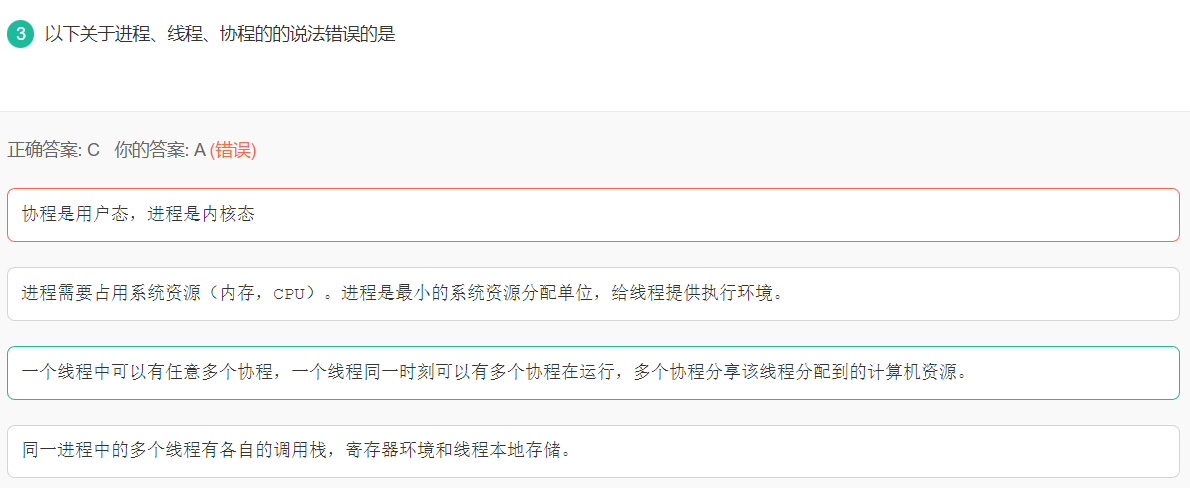 3 以下关于进程、线程、协程的的说法错误的是
正确答案: C 你的答案: A (错误)
协程是用户态，进程是内核态
进程需要占用系统资源（内存，CPU）。进程是最小的系统资源分配单位，给线程提供执行环境。
一个线程中可以有任意多个协程，一个线程同一时刻可以有多个协程在运行，多个协程分享该线程分配到的计算机资源。
同一进程中的多个线程有各自的调用栈，寄存器环境和线程本地存储。